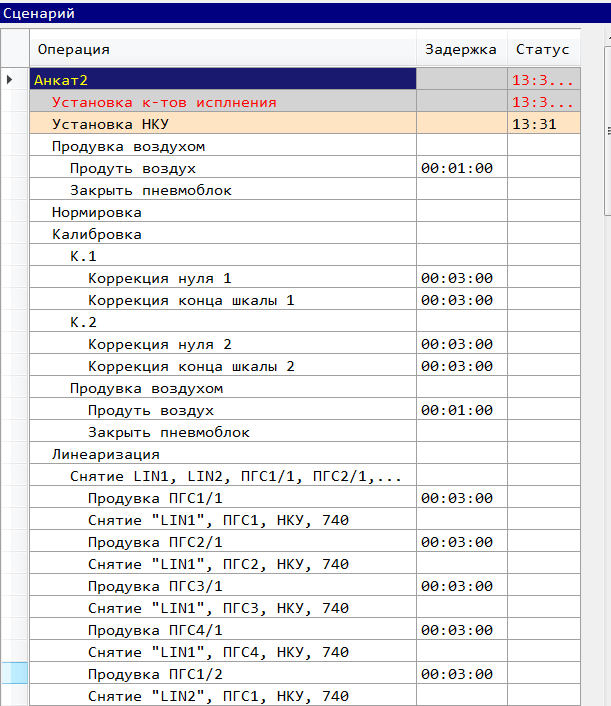 Сценарий
Операция Задержка Статус
Анкат2 13:3...
Установка к-тов исплнения 13:3...
Установка НКУ 13:31
Продувка воздухом
Продуть воздух 00:01:00
Закрыть пневмоблок
Нормировка
Калибровка
К.1
Коррекция нуля 1 00:03:00
Коррекция конца шкалы 1 00:03:00
К.2
Коррекция нуля 2 00:03:00
Коррекция конца шкалы 2 00:03:00
Продувка воздухом
Продуть воздух 00:01:00
Закрыть пневмоблок
Линеаризация
Снятие LIN1, LIN2, ПГС1/1, ПГС2/1,...
Продувка ПГС1/1 00:03:00
Снятие "LIN1", ПГС1, НКУ, 740
Продувка ПГС2/1 00:03:00
Снятие "LIN1", ПГС2, НКУ, 740
Продувка ПГС3/1 00:03:00
Снятие "LIN1", ПГС3, НКУ, 740
Продувка ПГС4/1 00:03:00
Снятие "LIN1", ПГС4, НКУ, 740
Продувка ПГС1/2 00:03:00
Снятие "LIN2", ПГС1, НКУ, 740